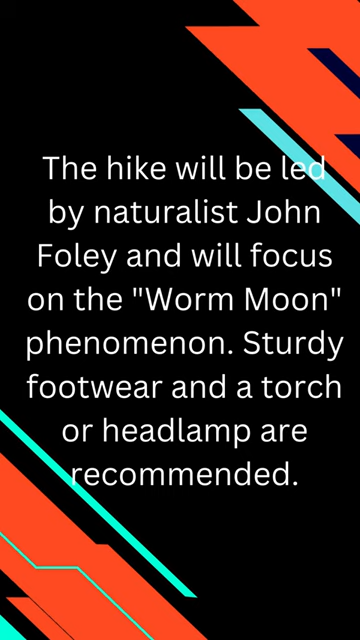 The hike will be led
by naturalist John
Foley and will focus
on the "Worm Moon"
phenomenon. Sturdy
footwear and a torch
or headlamp are
recommended.